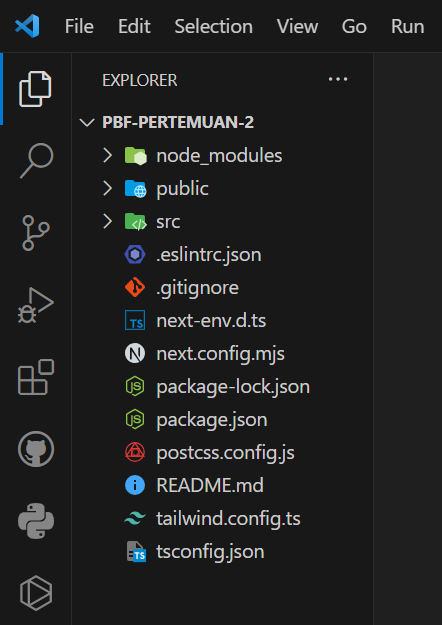 File Edit Selection View Go Run
EXPLORER
PBF-PERTEMUAN-2
node_modules
public
src
.eslintrc.json
.gitignore
next-env.d.ts
next.config.mjs
package-lock.json
package.json
postcss.config.js
README.md
tailwind.config.ts
tsconfig.json